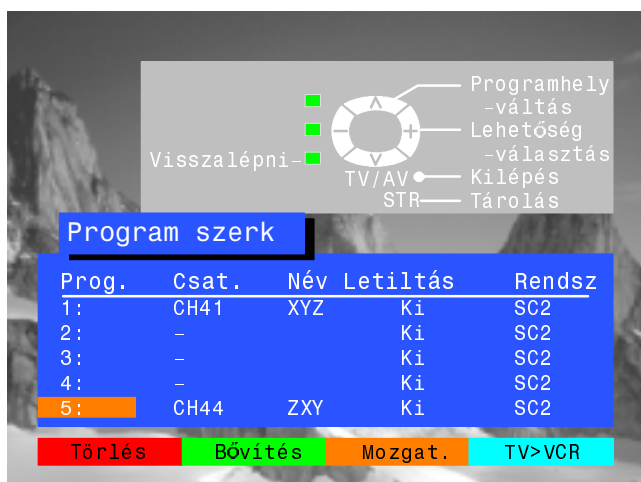 Programhely
-váltás
Lehetőség
Visszalépni- -választás
TV/AV Kilépés
STR Tárolás
Program szerk
Prog. Csat. Név Letiltás Rendsz
1: CH41 XYZ Ki SC2
2: - Ki SC2
3: - Ki SC2
4: - Ki SC2
5: CH44 ZXY Ki SC2
Törlés Bővítés Mozgat. TV>VCR